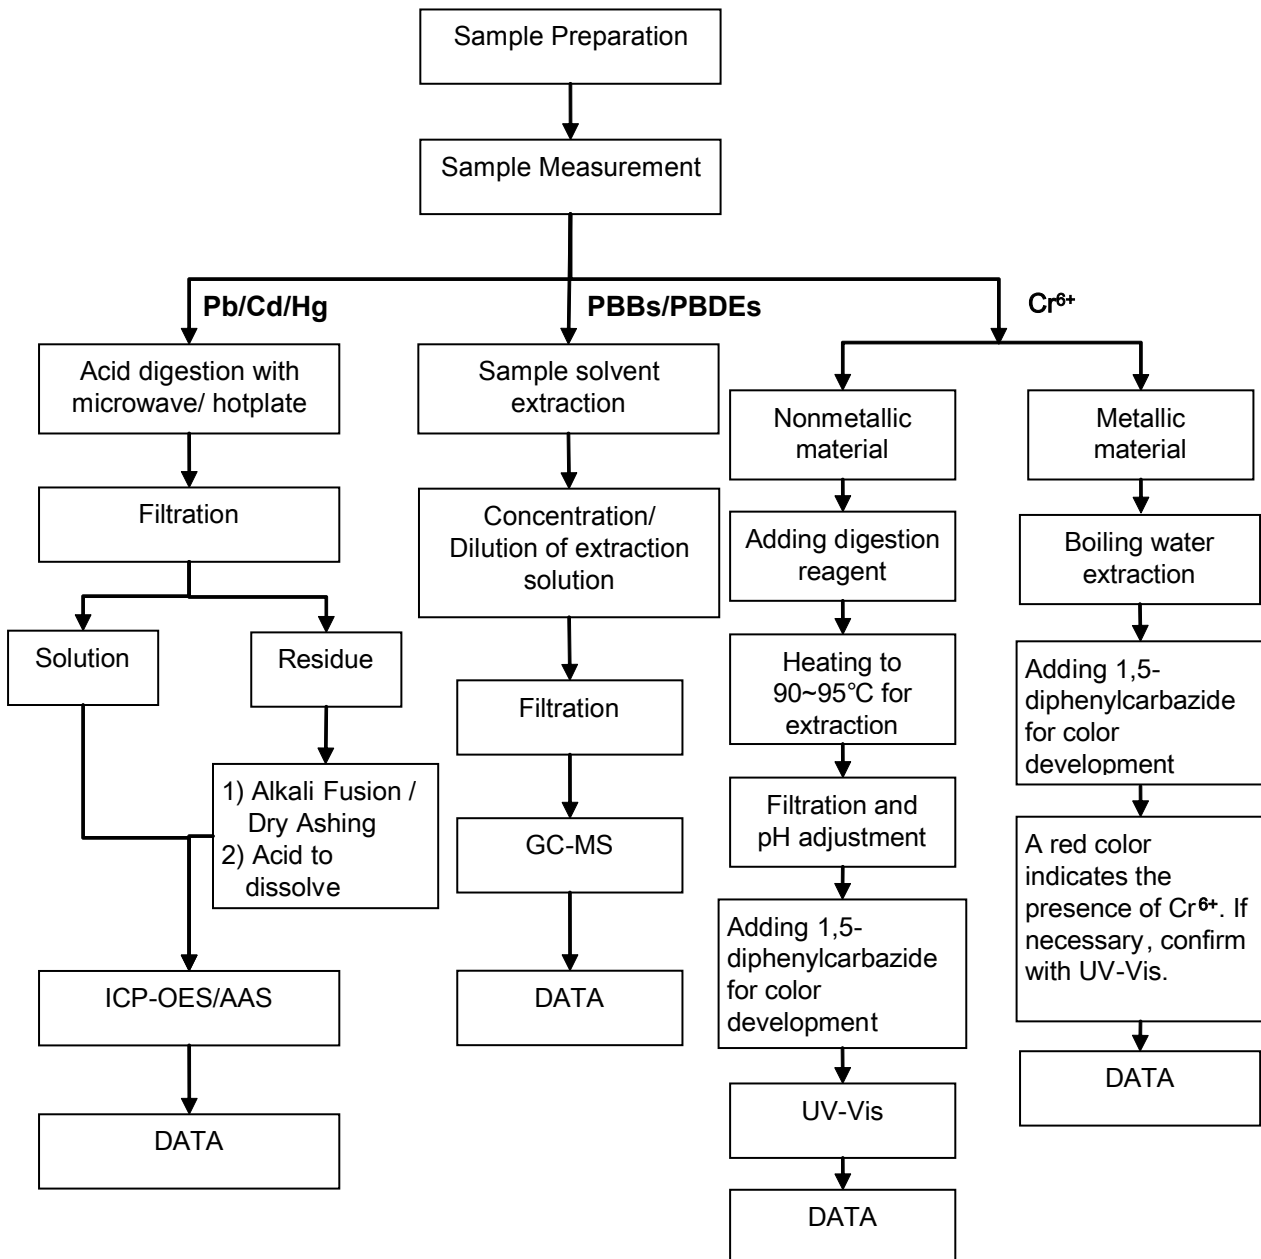 Sample Preparation
Sample Measurement
Pb/Cd/Hg
PBBs/PBDEs
Cr⁶⁺
Acid digestion with
microwave/ hotplate
Filtration
Solution
Residue
1) Alkali Fusion /
Dry Ashing
2) Acid to
dissolve
ICP-OES/AAS
DATA
Sample solvent
extraction
Concentration/
Dilution of extraction
solution
Filtration
GC-MS
DATA
Nonmetallic
material
Adding digestion
reagent
Heating to
90~95℃ for
extraction
Filtration and
pH adjustment
Adding 1,5-
diphenylcarbazide
for color
development
UV-Vis
DATA
Metallic
material
Boiling water
extraction
Adding 1,5-
diphenylcarbazide
for color
development
A red color
indicates the
presence of Cr⁶⁺. If
necessary, confirm
with UV-Vis.
DATA